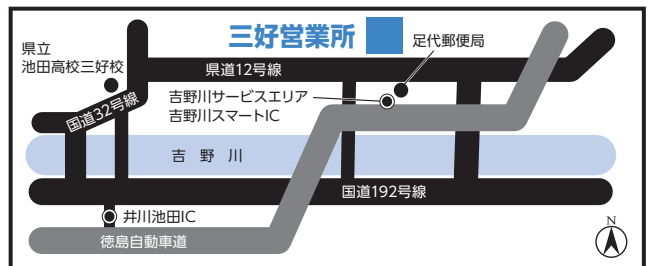 三好営業所
足代郵便局
県立
池田高校三好校
県道12号線
吉野川サービスエリア
吉野川スマートIC
国道32号線
吉野川
国道192号線
井川池田IC
徳島自動車道
N